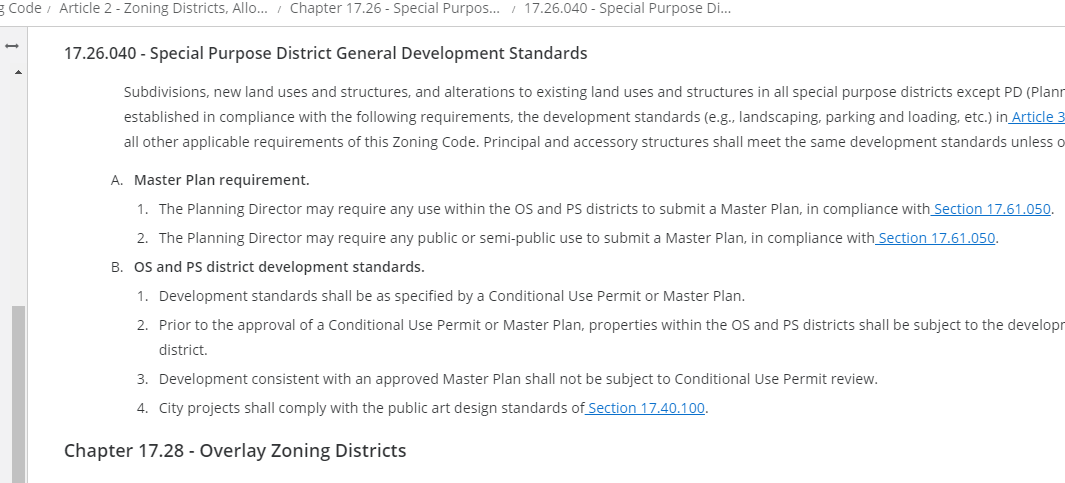 g Code / Article 2 - Zoning Districts, Allo... / Chapter 17.26 - Special Purpos... / 17.26.040 - Special Purpose Di...
17.26.040 - Special Purpose District General Development Standards
Subdivisions, new land uses and structures, and alterations to existing land uses and structures in all special purpose districts except PD (Plann
established in compliance with the following requirements, the development standards (e.g., landscaping, parking and loading, etc.) in Article 3
all other applicable requirements of this Zoning Code. Principal and accessory structures shall meet the same development standards unless o
A. Master Plan requirement.
1. The Planning Director may require any use within the OS and PS districts to submit a Master Plan, in compliance with Section 17.61.050.
2. The Planning Director may require any public or semi-public use to submit a Master Plan, in compliance with Section 17.61.050.
B. OS and PS district development standards.
1. Development standards shall be as specified by a Conditional Use Permit or Master Plan.
2. Prior to the approval of a Conditional Use Permit or Master Plan, properties within the OS and PS districts shall be subject to the developr
district.
3. Development consistent with an approved Master Plan shall not be subject to Conditional Use Permit review.
4. City projects shall comply with the public art design standards of Section 17.40.100.
Chapter 17.28 - Overlay Zoning Districts